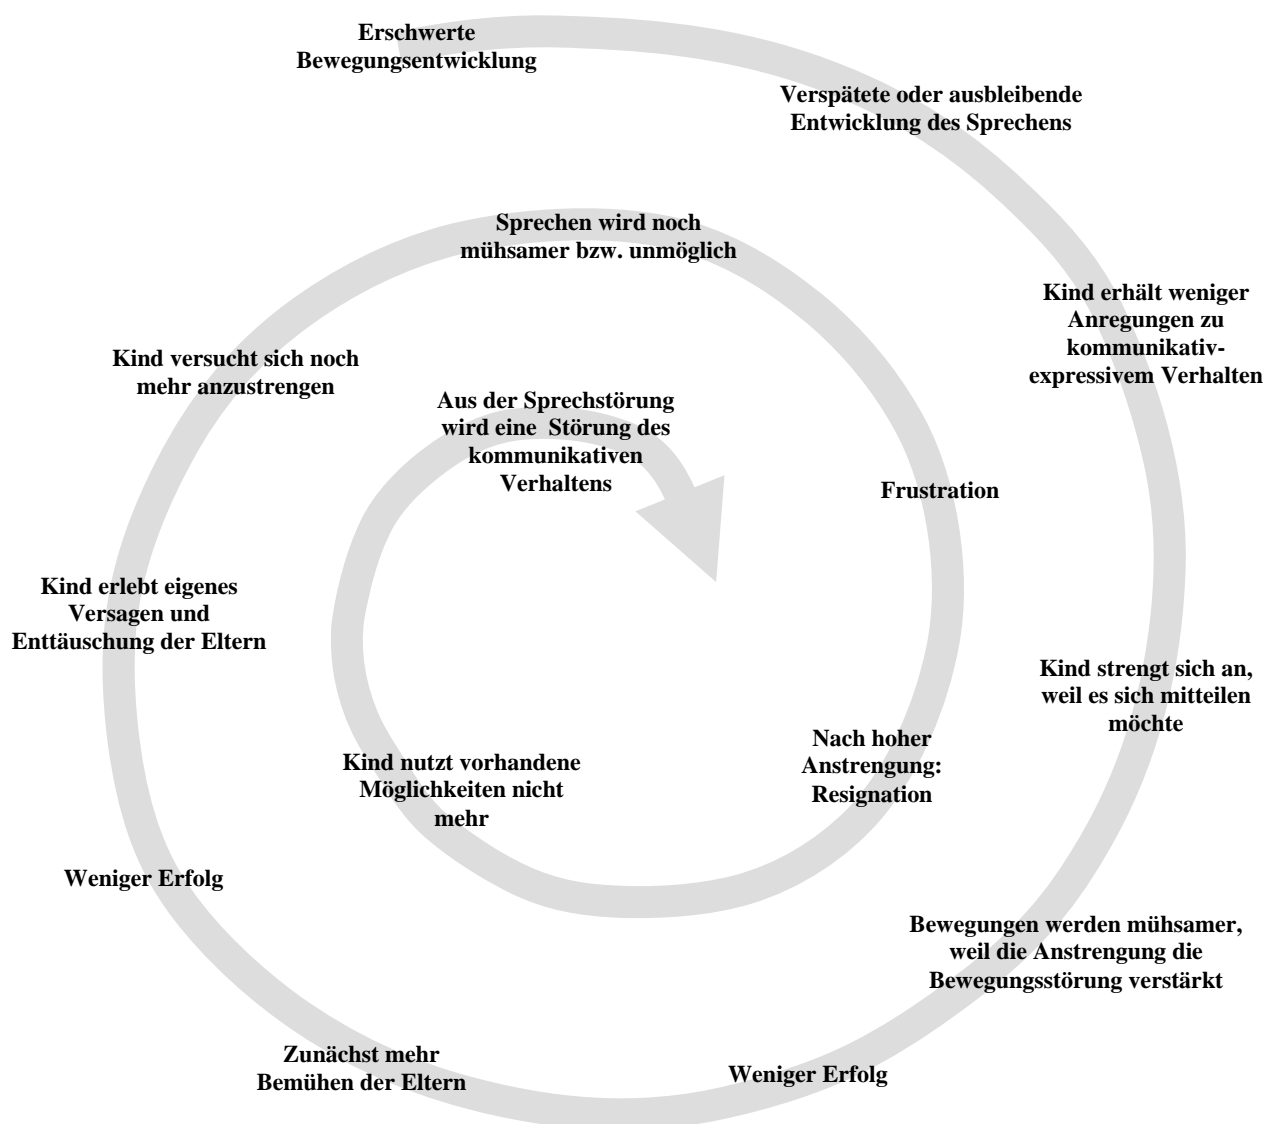 Erschwerte
Bewegungsentwicklung
Verspätete oder ausbleibende
Entwicklung des Sprechens
Kind erhält weniger
Anregungen zu
kommunikativ-
expressivem Verhalten
Kind strengt sich an,
weil es sich mitteilen
möchte
Bewegungen werden mühsamer,
weil die Anstrengung die
Bewegungsstörung verstärkt
Weniger Erfolg
Zunächst mehr
Bemühen der Eltern
Weniger Erfolg
Kind erlebt eigenes
Versagen und
Enttäuschung der Eltern
Kind versucht sich noch
mehr anzustrengen
Sprechen wird noch
mühsamer bzw. unmöglich
Frustration
Nach hoher
Anstrengung:
Resignation
Kind nutzt vorhandene
Möglichkeiten nicht
mehr
Aus der Sprechstörung
wird eine  Störung des
kommunikativen
Verhaltens